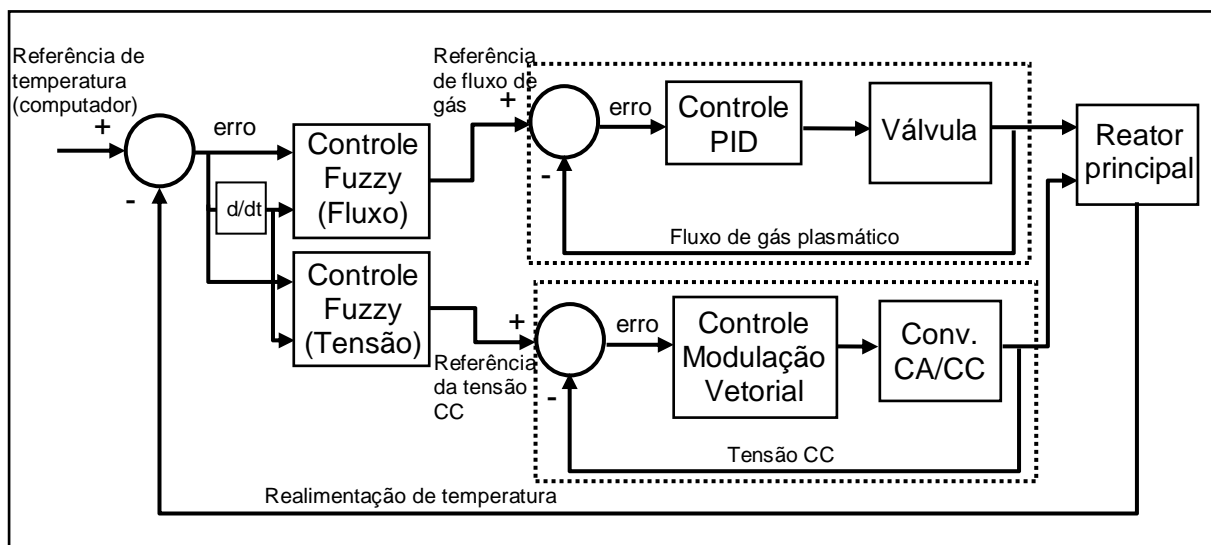 Referência de
temperatura
(computador)
+
-
erro
d/dt
Controle
Fuzzy
(Fluxo)
Controle
Fuzzy
(Tensão)
Referência
de fluxo de
gás
+
-
erro
Controle
PID
Válvula
Fluxo de gás plasmático
Reator
principal
Referência
da tensão
CC
+
-
erro
Controle
Modulação
Vetorial
Conv.
CA/CC
Tensão CC
Realimentação de temperatura